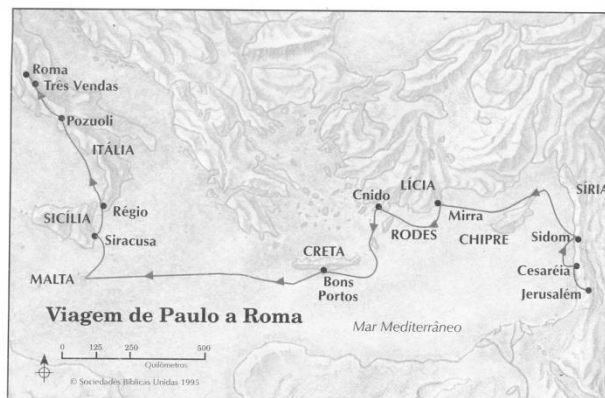 Roma
Três Vendas
Pozuoli
ITÁLIA
Cnido
LÍCIA
SÍRIA
SICÍLIA
Régio
Mirra
RODES
CHIPRE
Siracusa
Sidom
CRETA
Cesaréia
MALTA
Bons
Portos
Jerusalém
Viagem de Paulo a Roma
Mar Mediterrâneo
0 125 250 500
Quilômetros
© Sociedades Bíblicas Unidas 1995